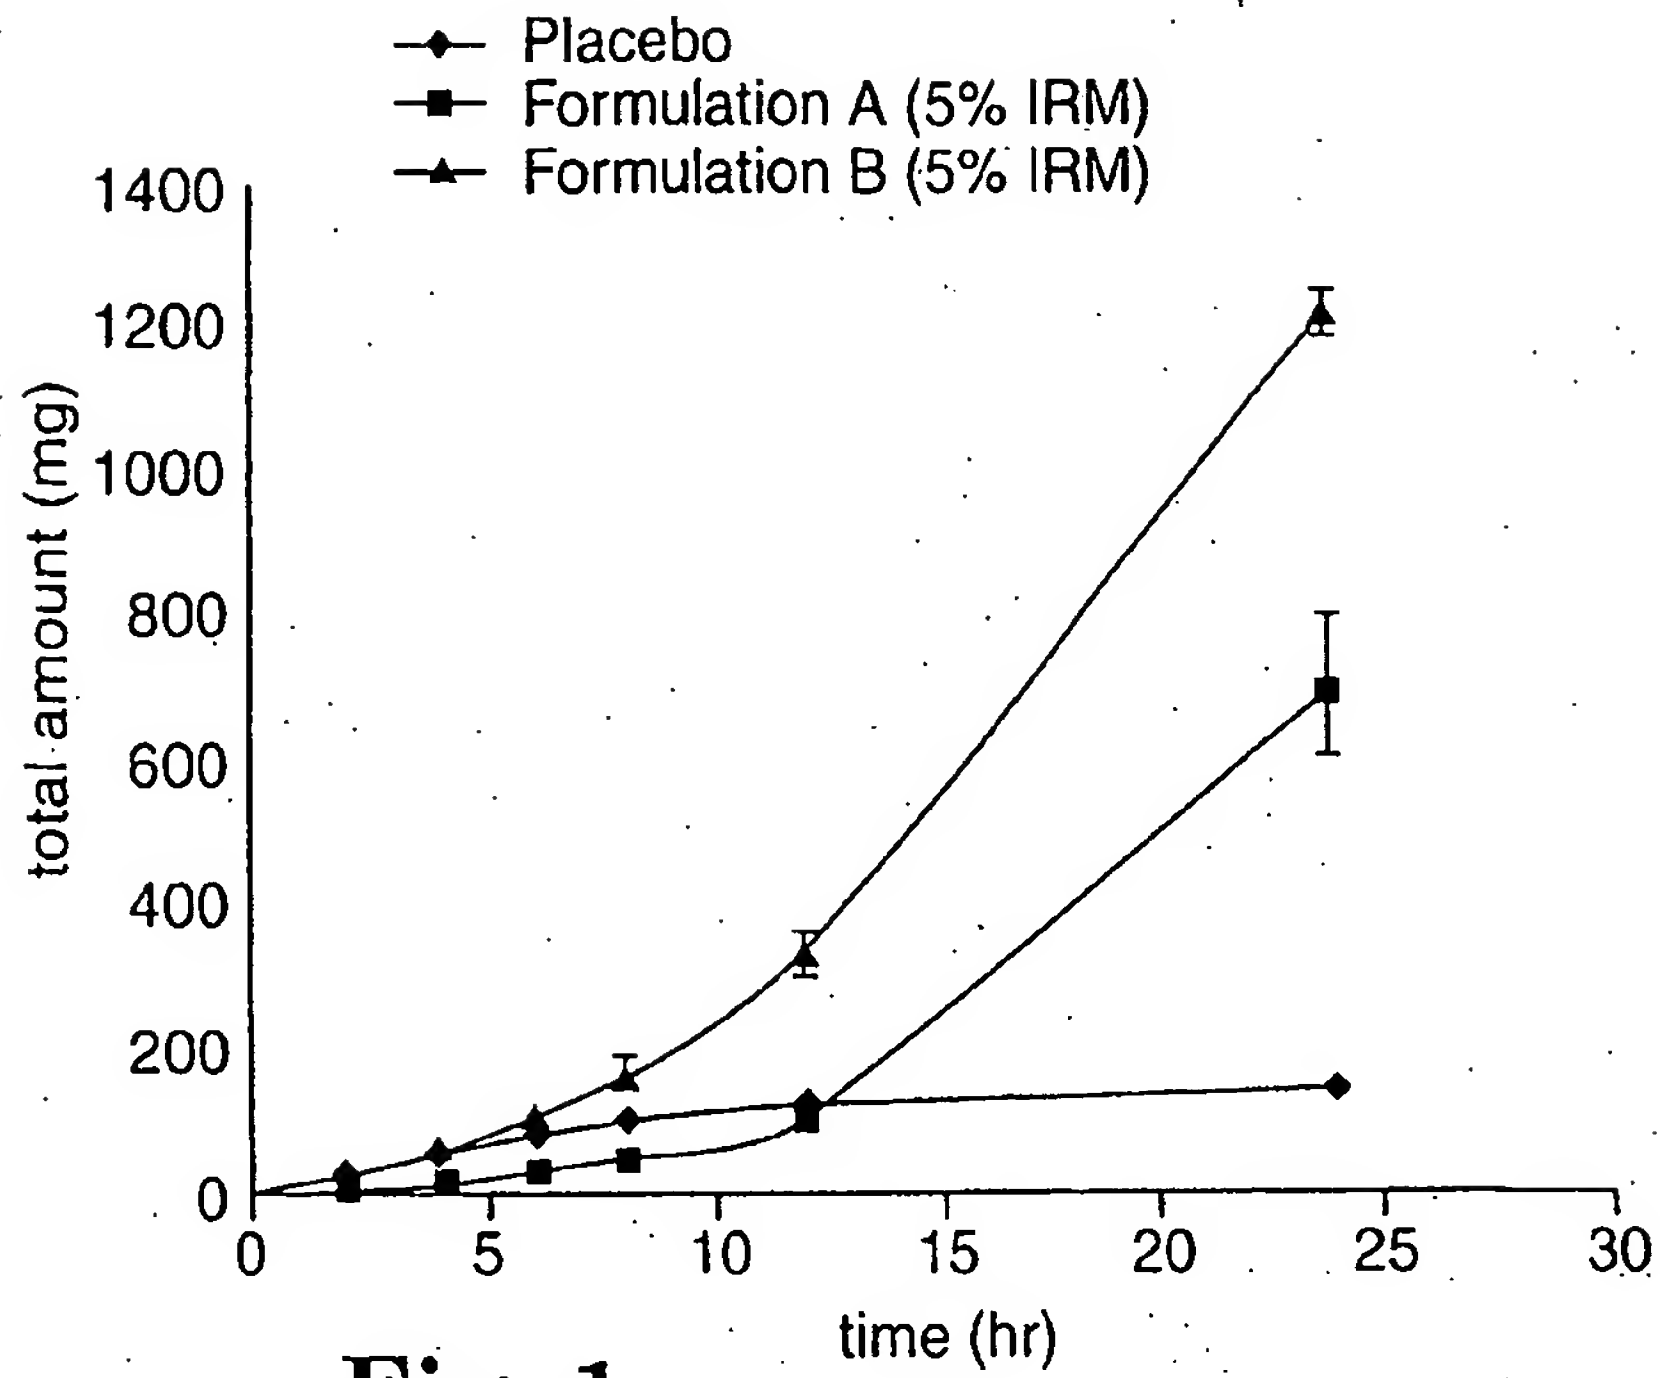 Placebo
Formulation A (5% IRM)
Formulation B (5% IRM)
1400
1200
1000
800
600
400
200
0
total amount (mg)
0 5 10 15 20 25 30
time (hr)